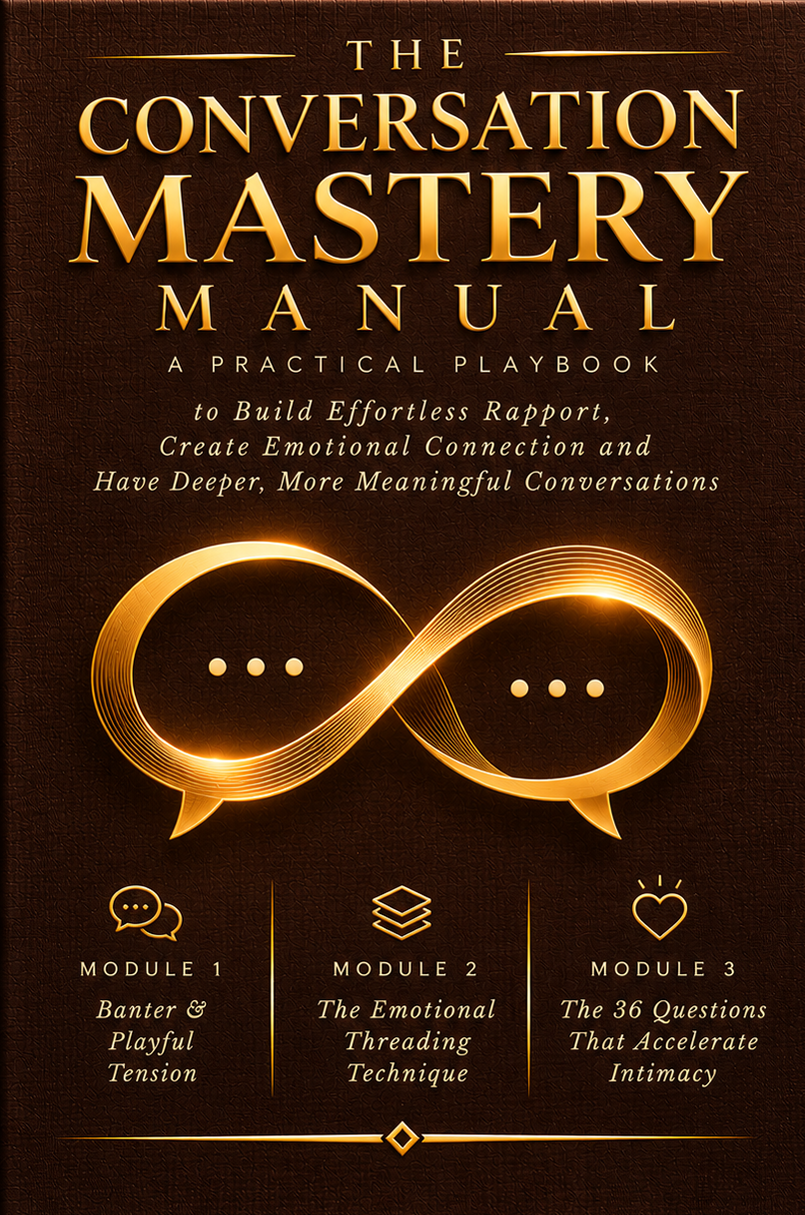 THE
CONVERSATION
MASTERY
MANUAL
A PRACTICAL PLAYBOOK
to Build Effortless Rapport,
Create Emotional Connection and
Have Deeper, More Meaningful Conversations
MODULE 1
Banter &
Playful
Tension
MODULE 2
The Emotional
Threading
Technique
MODULE 3
The 36 Questions
That Accelerate
Intimacy